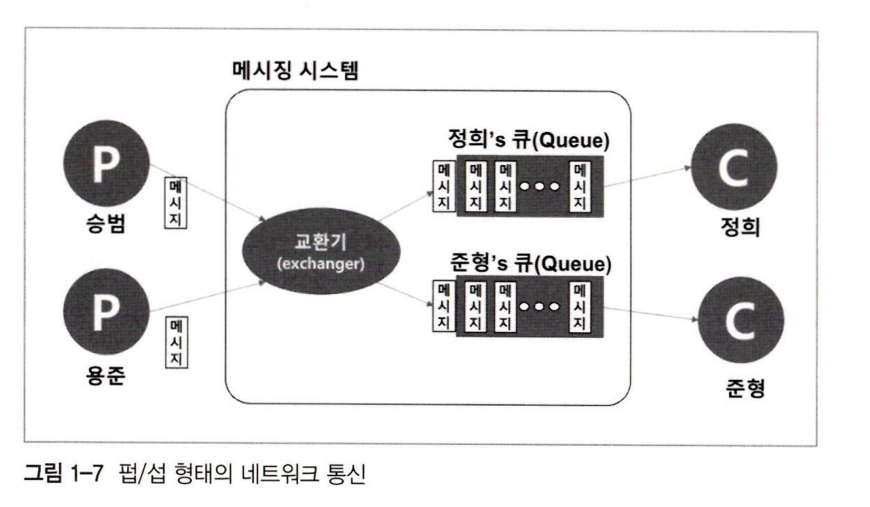 메시징 시스템
P
승범
메시지
P
용준
메시지
교환기
(exchanger)
정희's 큐(Queue)
메시지
메시지
메시지
메시지
준형's 큐(Queue)
메시지
메시지
메시지
메시지
C
정희
C
준형
그림 1-7 펍/섭 형태의 네트워크 통신